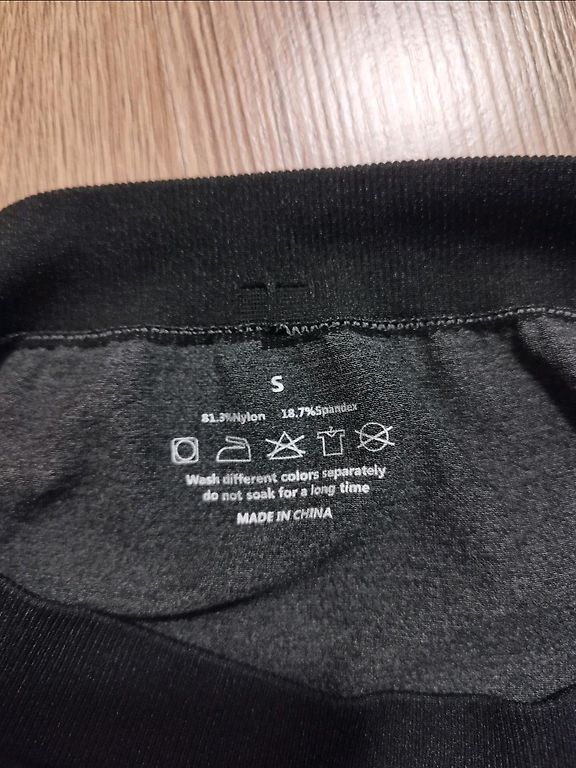 S
81.3%Nylon 18.7%Spandex
Wash different colors separately
do not soak for a long time
MADE IN CHINA